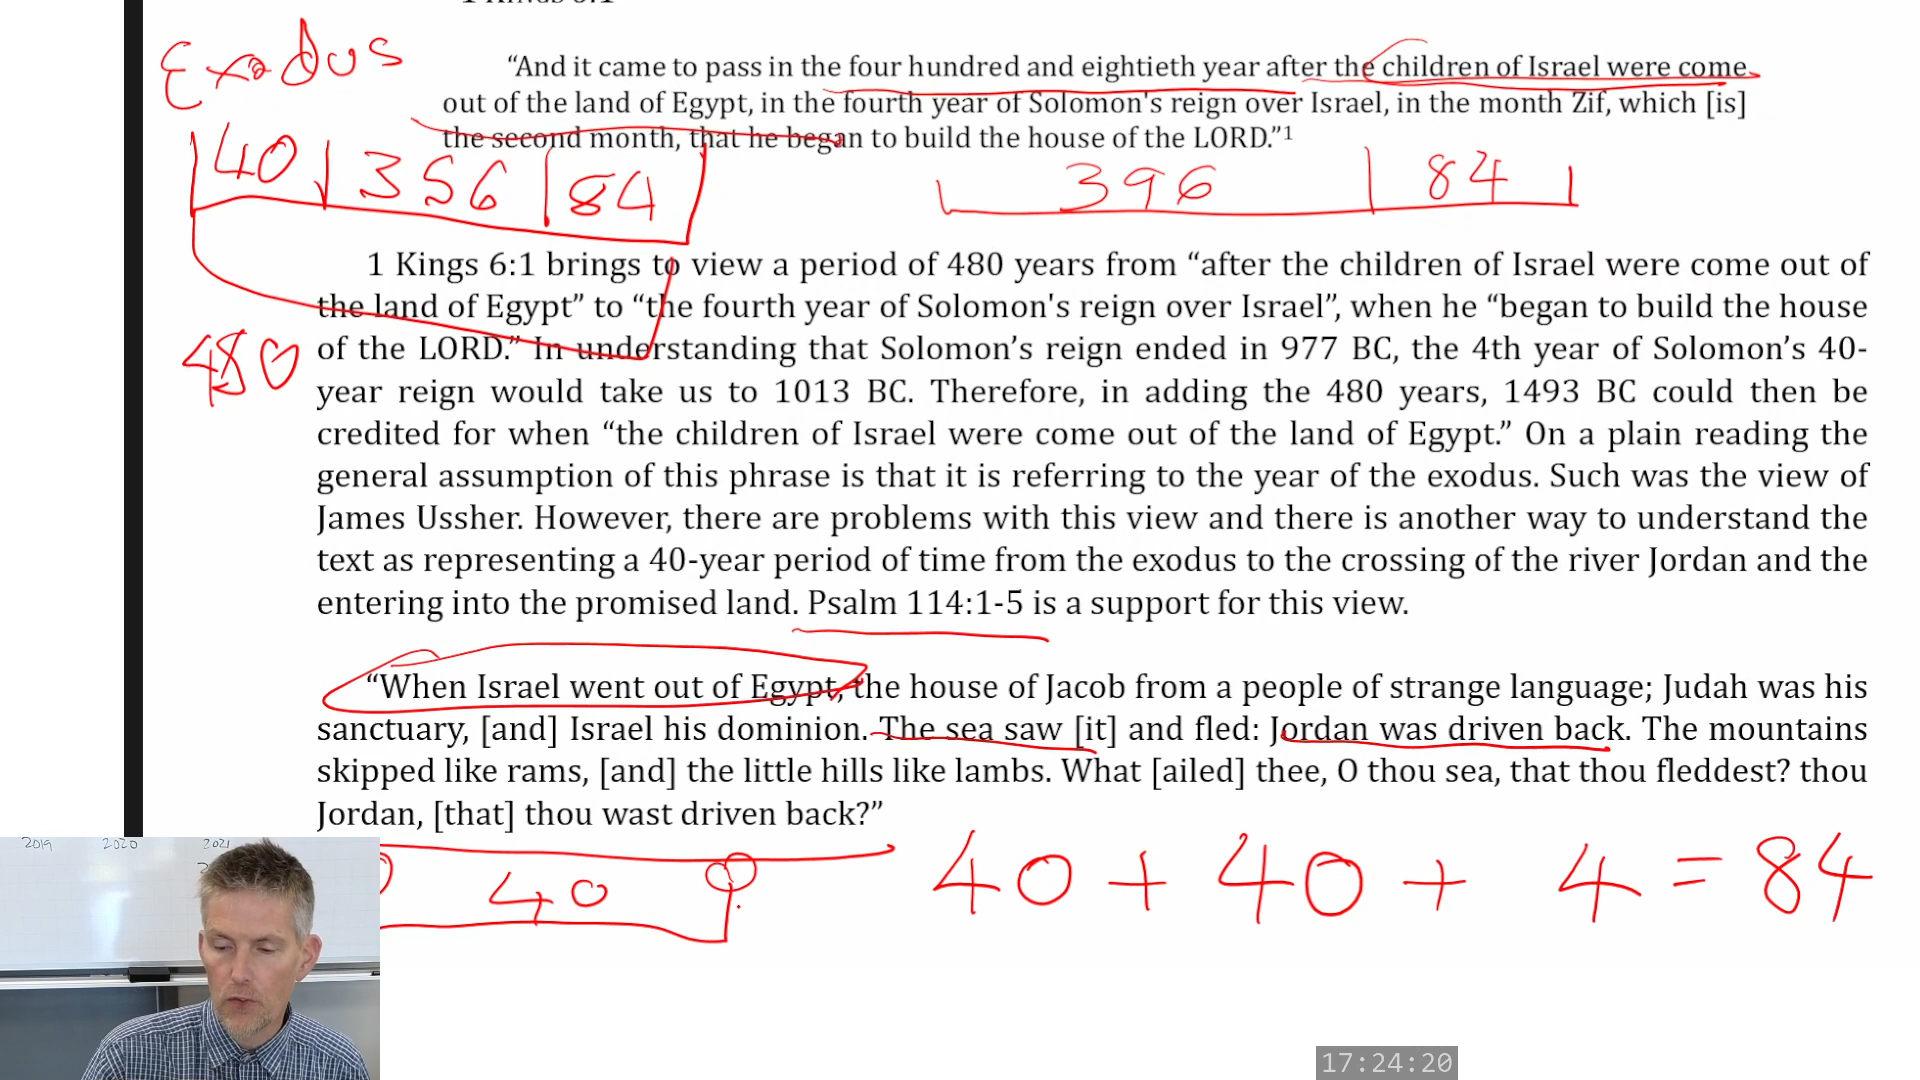 Exodus
“And it came to pass in the four hundred and eightieth year after the children of Israel were come
out of the land of Egypt, in the fourth year of Solomon's reign over Israel, in the month Zif, which [is]
the second month, that he began to build the house of the LORD.”1
40 356 84
396 84
1 Kings 6:1 brings to view a period of 480 years from “after the children of Israel were come out of
the land of Egypt” to “the fourth year of Solomon's reign over Israel”, when he “began to build the house
480
of the LORD.” In understanding that Solomon’s reign ended in 977 BC, the 4th year of Solomon’s 40-
year reign would take us to 1013 BC. Therefore, in adding the 480 years, 1493 BC could then be
credited for when “the children of Israel were come out of the land of Egypt.” On a plain reading the
general assumption of this phrase is that it is referring to the year of the exodus. Such was the view of
James Ussher. However, there are problems with this view and there is another way to understand the
text as representing a 40-year period of time from the exodus to the crossing of the river Jordan and the
entering into the promised land. Psalm 114:1-5 is a support for this view.
“When Israel went out of Egypt, the house of Jacob from a people of strange language; Judah was his
sanctuary, [and] Israel his dominion. The sea saw [it] and fled: Jordan was driven back. The mountains
skipped like rams, [and] the little hills like lambs. What [ailed] thee, O thou sea, that thou fleddest? thou
Jordan, [that] thou wast driven back?”
2019 2020 2021
40
40 + 40 + 4 = 84
17:24:20